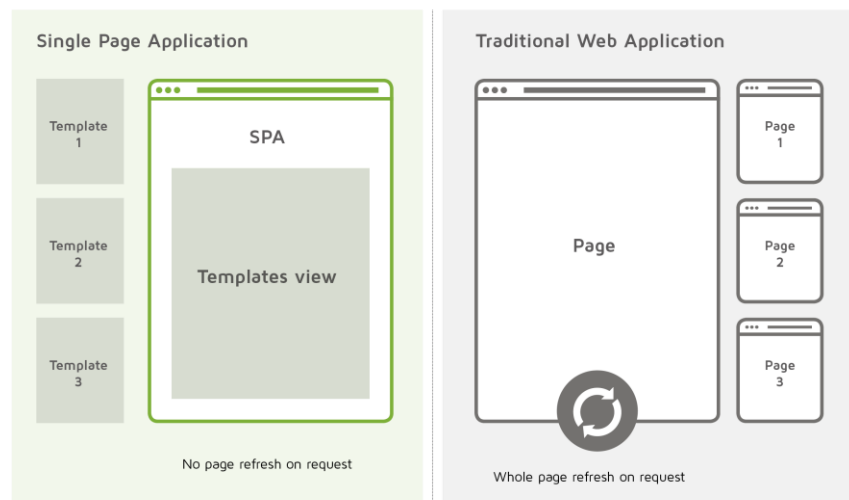 Single Page Application
Template
1
Template
2
Template
3
SPA
Templates view
No page refresh on request
Traditional Web Application
Page
Page
1
Page
2
Page
3
Whole page refresh on request